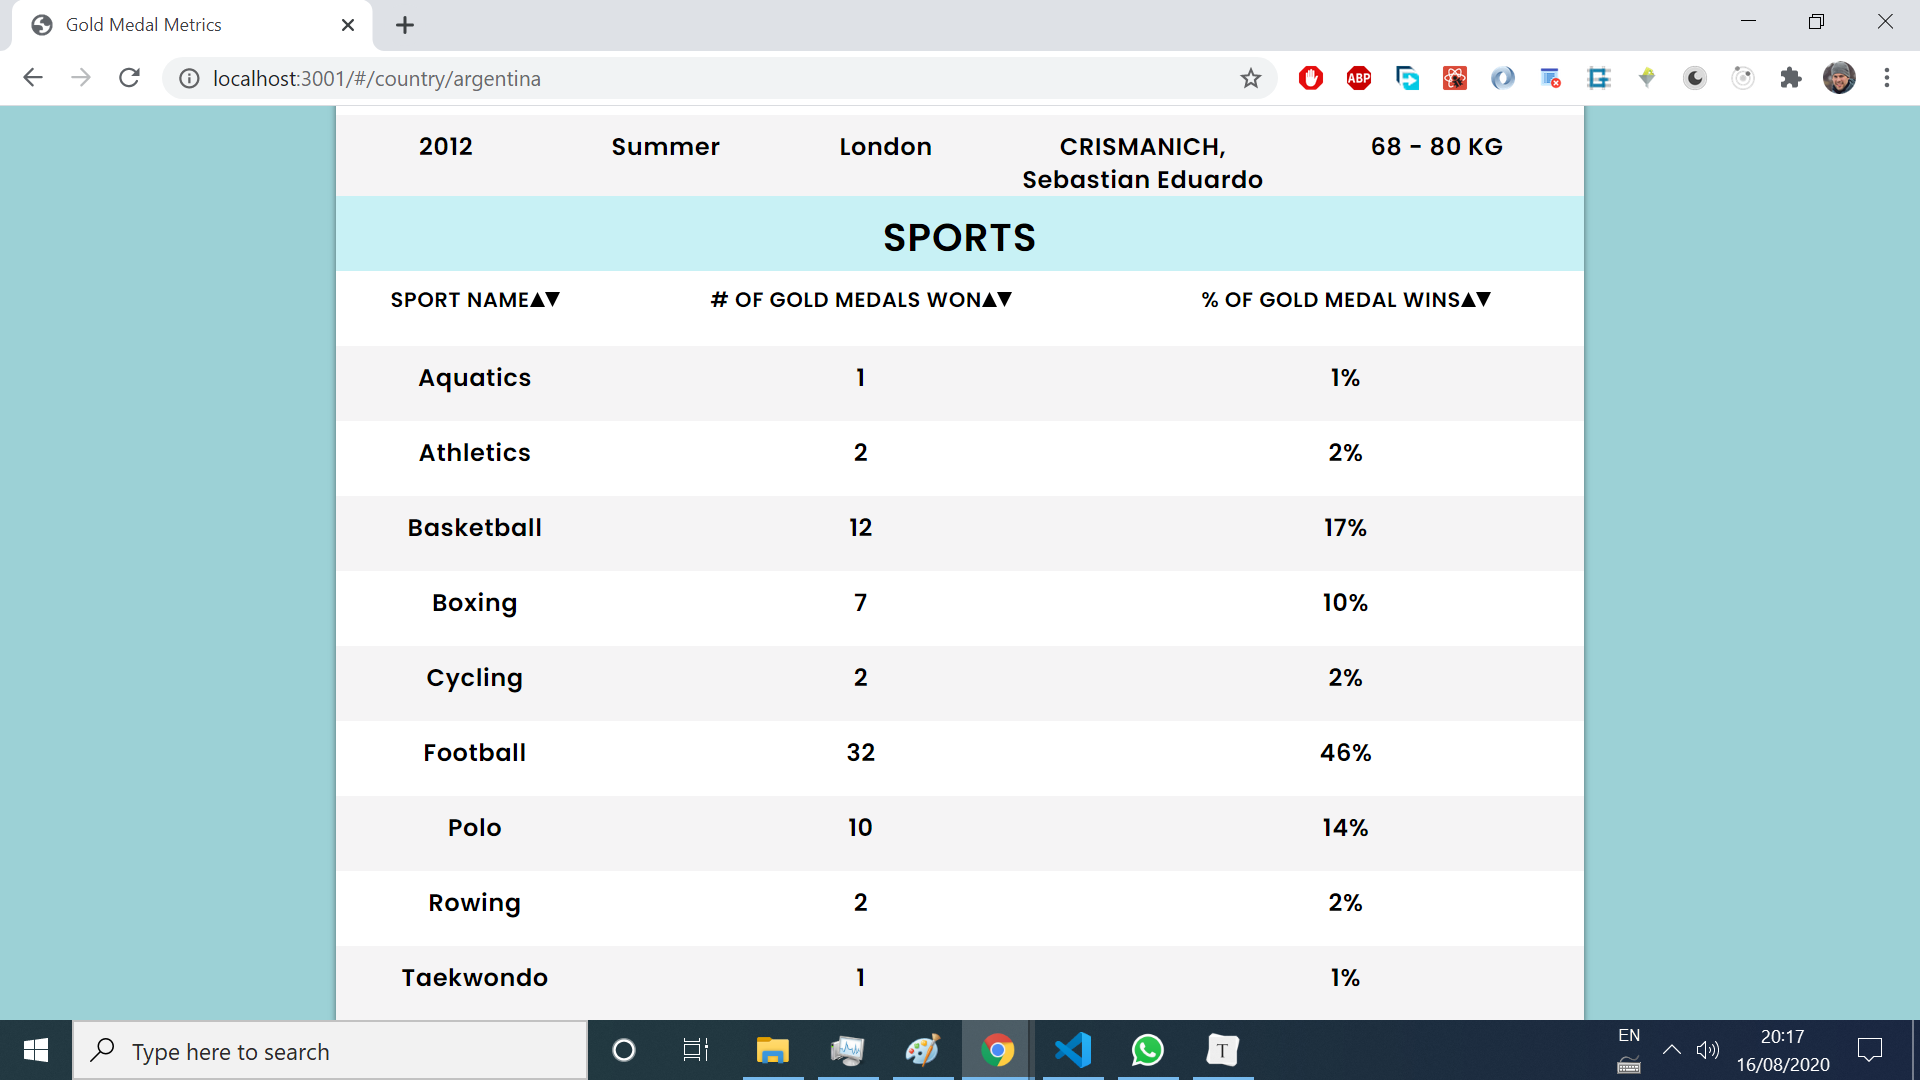 Gold Medal Metrics
localhost:3001/#/country/argentina
ABP
2012 Summer London CRISMANICH, 68 - 80 KG
Sebastian Eduardo
SPORTS
SPORT NAME▲▼ # OF GOLD MEDALS WON▲▼ % OF GOLD MEDAL WINS▲▼
Aquatics 1 1%
Athletics 2 2%
Basketball 12 17%
Boxing 7 10%
Cycling 2 2%
Football 32 46%
Polo 10 14%
Rowing 2 2%
Taekwondo 1 1%
Type here to search
T
EN
20:17
16/08/2020